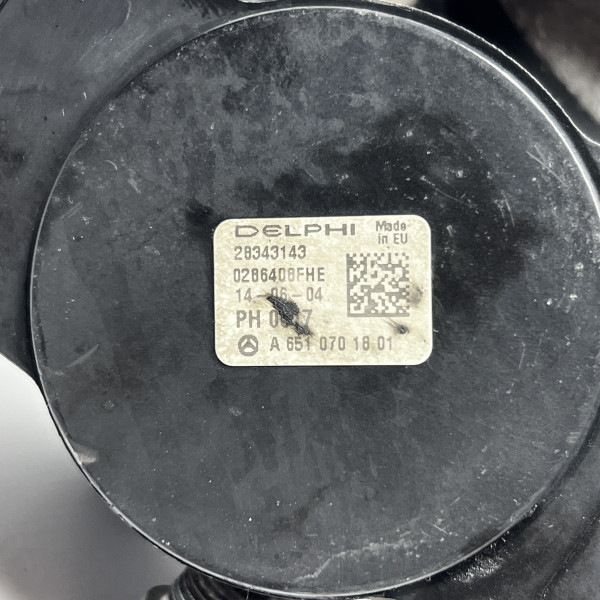 DELPHI
Made
in EU
28343143
0286408FHE
14-06-04
PH
A 651 070 18 01